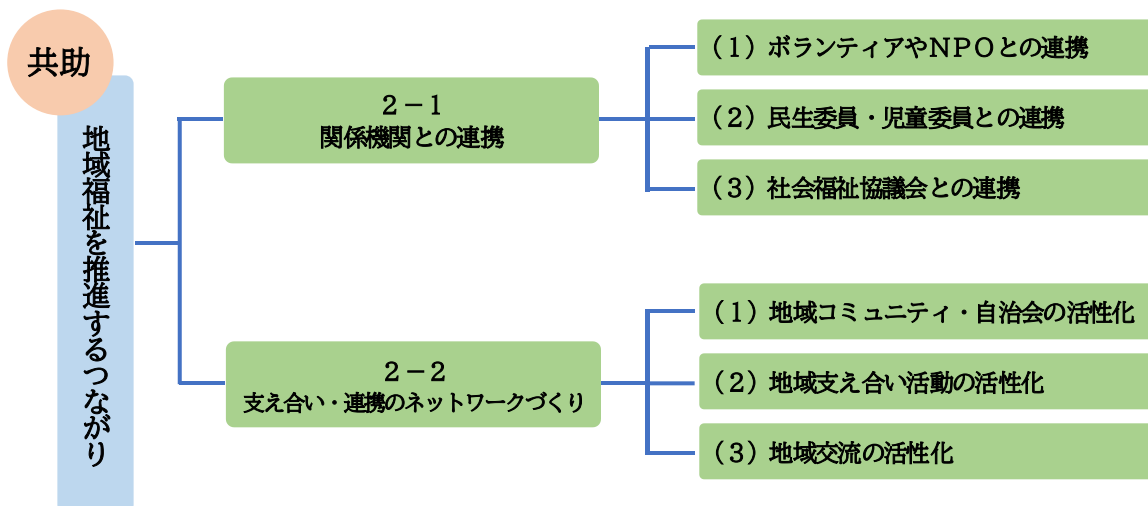 共助
地域福祉を推進するつながり
２－１
関係機関との連携
（１）ボランティアやＮＰＯとの連携
（２）民生委員・児童委員との連携
（３）社会福祉協議会との連携
２－２
支え合い・連携のネットワークづくり
（１）地域コミュニティ・自治会の活性化
（２）地域支え合い活動の活性化
（３）地域交流の活性化